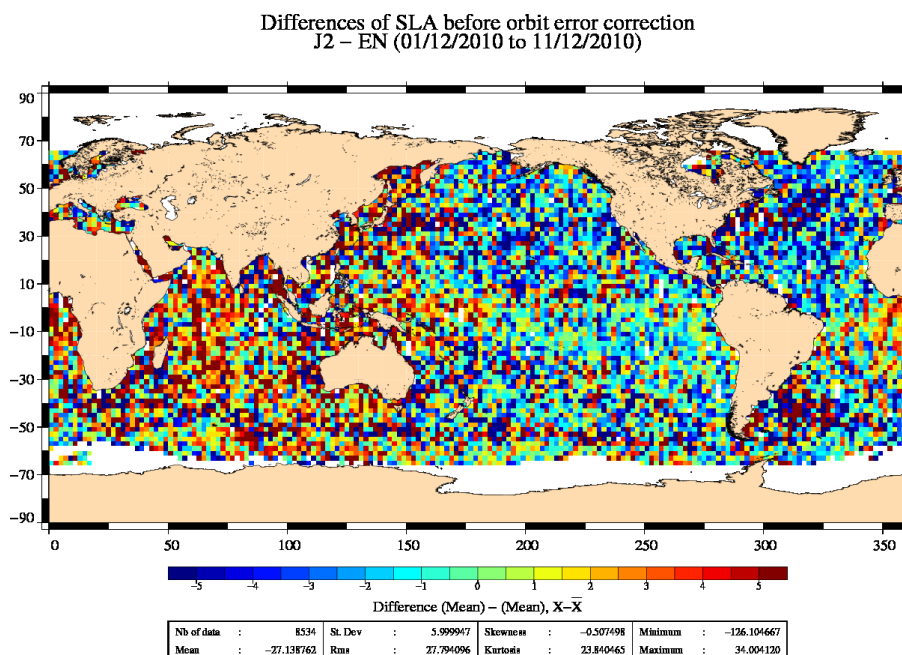 Differences of SLA before orbit error correction
J2 – EN (01/12/2010 to 11/12/2010)
90
70
50
30
10
−10
−30
−50
−70
−90
0 50 100 150 200 250 300 350
−5 −4 −3 −2 −1 0 1 2 3 4 5
Difference (Mean) – (Mean), X−X̅
Nb of data : 8534 St. Dev : 5.999947 Skewness : −0.507498 Minimum : −126.104667
Mean : −27.138762 Rms : 27.794096 Kurtosis : 23.840465 Maximum : 34.004120